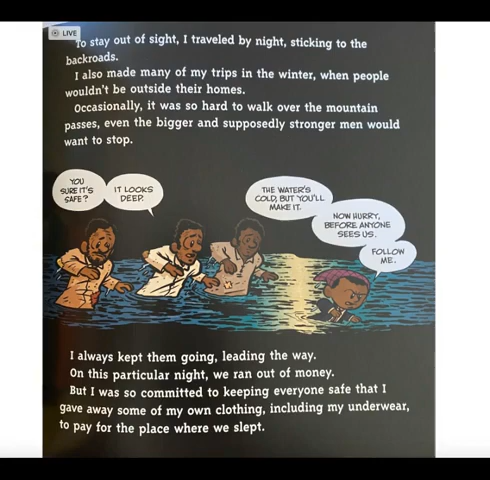 LIVE
To stay out of sight, I traveled by night, sticking to the
backroads.
I also made many of my trips in the winter, when people
wouldn't be outside their homes.
Occasionally, it was so hard to walk over the mountain
passes, even the bigger and supposedly stronger men would
want to stop.
YOU
SURE IT'S
SAFE?
IT LOOKS
DEEP.
THE WATER'S
COLD, BUT YOU'LL
MAKE IT.
NOW HURRY,
BEFORE ANYONE
SEES US.
FOLLOW
ME.
I always kept them going, leading the way.
On this particular night, we ran out of money.
But I was so committed to keeping everyone safe that I
gave away some of my own clothing, including my underwear,
to pay for the place where we slept.